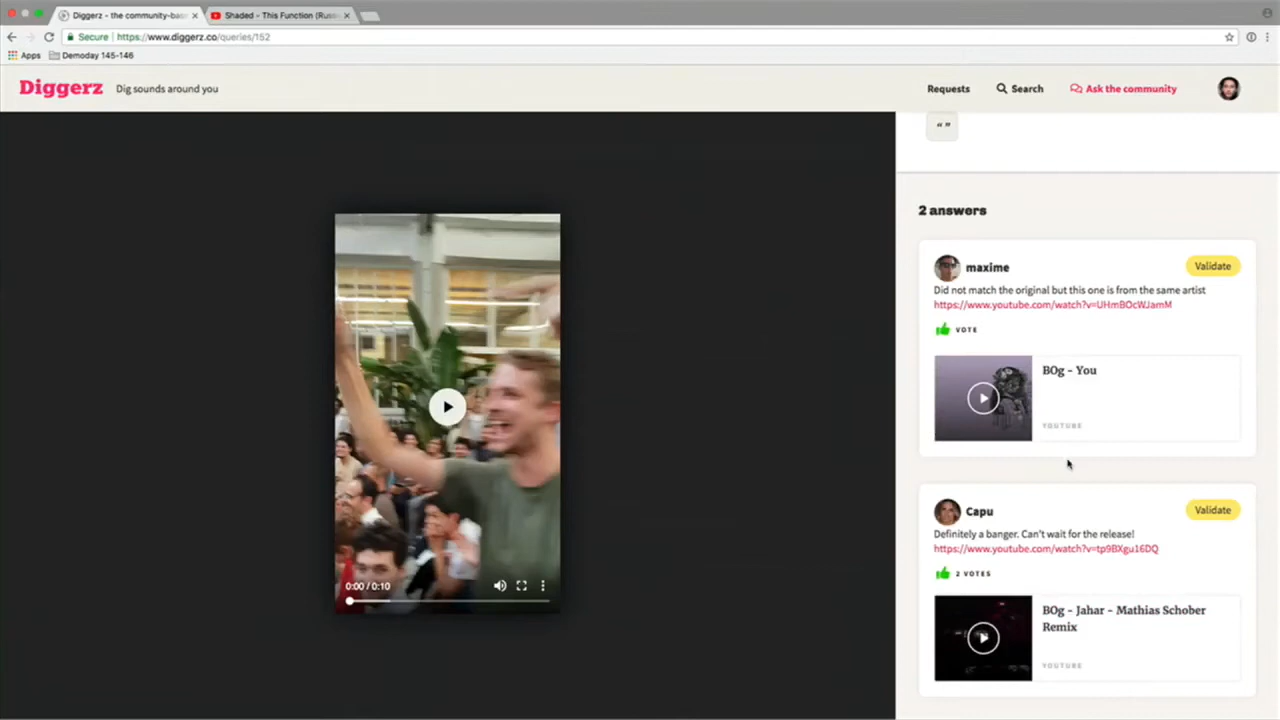 Diggerz - the community-bas
Shaded - This Function (Russ
Secure
https://www.diggerz.co/queries/152
Apps
Demoday 145-146
Diggerz
Dig sounds around you
Requests
Search
Ask the community
“ ”
2 answers
maxime
Validate
Did not match the original but this one is from the same artist
https://www.youtube.com/watch?v=UHmBOcWJamM
VOTE
BOg - You
YOUTUBE
Capu
Validate
Definitely a banger. Can't wait for the release!
https://www.youtube.com/watch?v=tp9BXgu16DQ
2 VOTES
BOg - Jahar - Mathias Schober
Remix
YOUTUBE
0:00 / 0:10